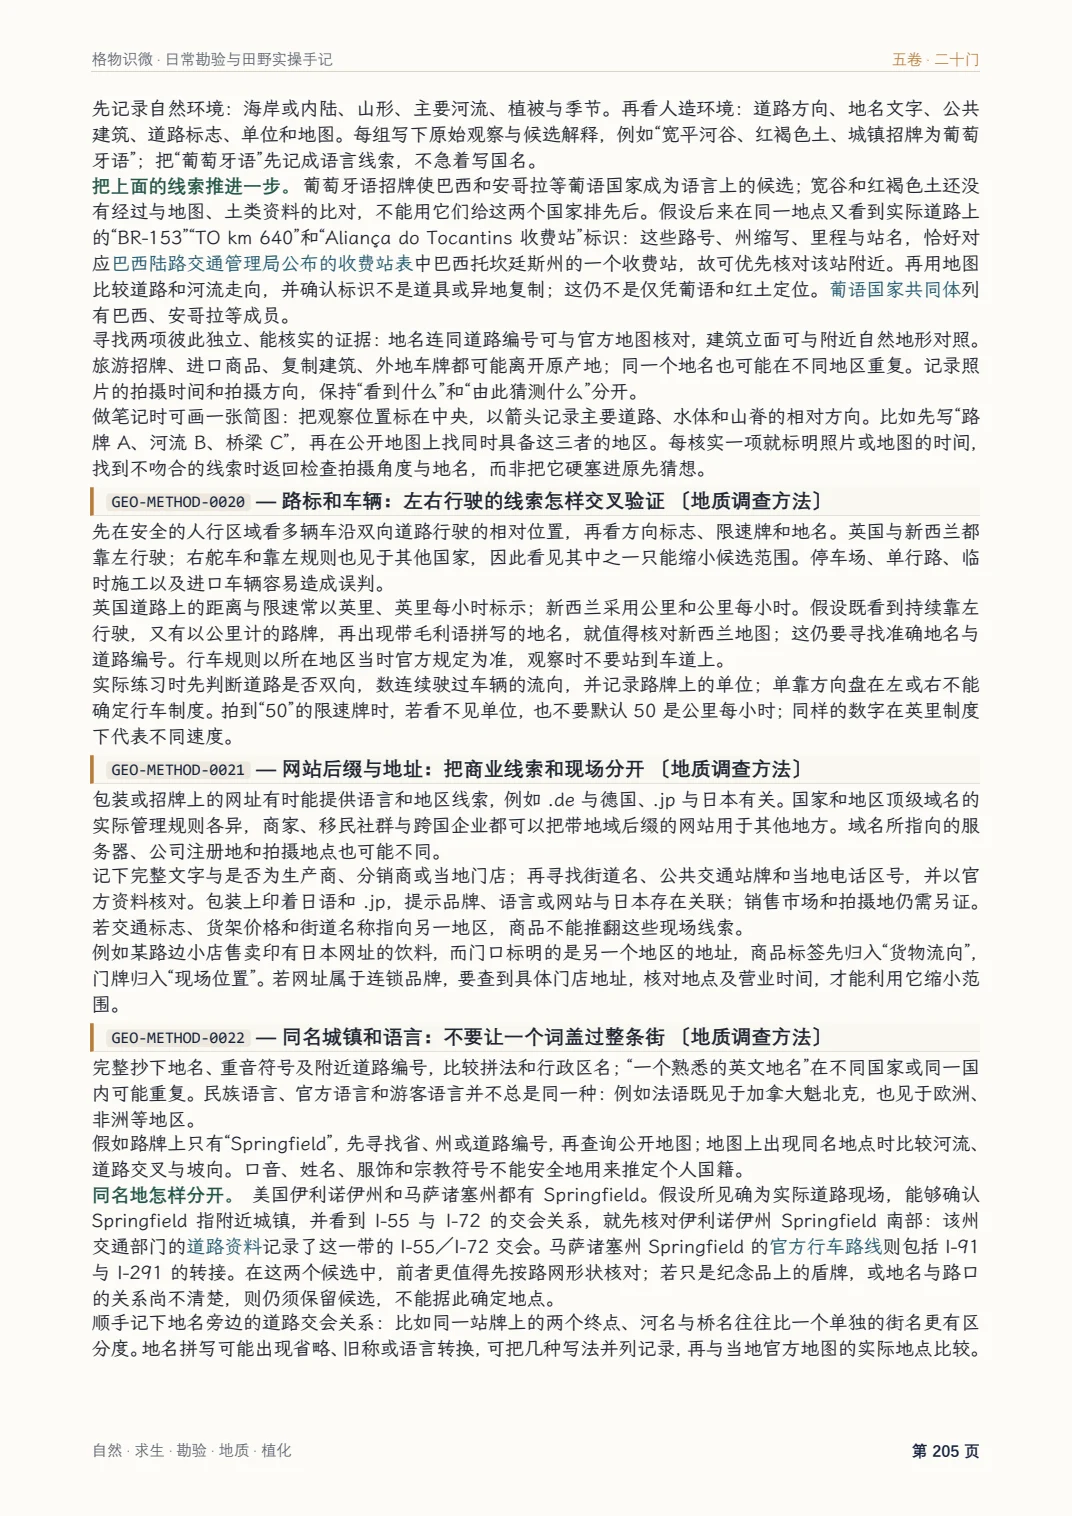 格物识微 · 日常勘验与田野实操手记
五卷 · 二十门
先记录自然环境：海岸或内陆、山形、主要河流、植被与季节。再看人造环境：道路方向、地名文字、公共
建筑、道路标志、单位和地图。每组写下原始观察与候选解释，例如“宽平河谷、红褐色土、城镇招牌为葡萄
牙语”；把“葡萄牙语”先记成语言线索，不急着写国名。
把上面的线索推进一步。葡萄牙语招牌使巴西和安哥拉等葡语国家成为语言上的候选；宽谷和红褐色土还没
有经过与地图、土类资料的比对，不能用它们给这两个国家排先后。假设后来在同一地点又看到实际道路上
的“BR-153”“TO km 640”和“Aliança do Tocantins 收费站”标识：这些路号、州缩写、里程与站名，恰好对
应巴西陆路交通管理局公布的收费站表中巴西托坎廷斯州的一个收费站，故可优先核对该站附近。再用地图
比较道路和河流走向，并确认标识不是道具或异地复制；这仍不是仅凭葡语和红土定位。葡语国家共同体列
有巴西、安哥拉等成员。
寻找两项彼此独立、能核实的证据：地名连同道路编号可与官方地图核对，建筑立面可与附近自然地形对照。
旅游招牌、进口商品、复制建筑、外地车牌都可能离开原产地；同一个地名也可能在不同地区重复。记录照
片的拍摄时间和拍摄方向，保持“看到什么”和“由此猜测什么”分开。
做笔记时可画一张简图：把观察位置标在中央，以箭头记录主要道路、水体和山脊的相对方向。比如先写“路
牌 A、河流 B、桥梁 C”，再在公开地图上找同时具备这三者的地区。每核实一项就标明照片或地图的时间，
找到不吻合的线索时返回检查拍摄角度与地名，而非把它硬塞进原先猜想。
GEO-METHOD-0020 — 路标和车辆：左右行驶的线索怎样交叉验证 〔地质调查方法〕
先在安全的人行区域看多辆车沿双向道路行驶的相对位置，再看方向标志、限速牌和地名。英国与新西兰都
靠左行驶；右舵车和靠左规则也见于其他国家，因此看见其中之一只能缩小候选范围。停车场、单行路、临
时施工以及进口车辆容易造成误判。
英国道路上的距离与限速常以英里、英里每小时标示；新西兰采用公里和公里每小时。假设既看到持续靠左
行驶，又有以公里计的路牌，再出现带毛利语拼写的地名，就值得核对新西兰地图；这仍要寻找准确地名与
道路编号。行车规则以所在地区当时官方规定为准，观察时不要站到车道上。
实际练习时先判断道路是否双向，数连续驶过车辆的流向，并记录路牌上的单位；单靠方向盘在左或右不能
确定行车制度。拍到“50”的限速牌时，若看不见单位，也不要默认 50 是公里每小时；同样的数字在英里制度
下代表不同速度。
GEO-METHOD-0021 — 网站后缀与地址：把商业线索和现场分开 〔地质调查方法〕
包装或招牌上的网址有时能提供语言和地区线索，例如 .de 与德国、.jp 与日本有关。国家和地区顶级域名的
实际管理规则各异，商家、移民社群与跨国企业都可以把带地域后缀的网站用于其他地方。域名所指向的服
务器、公司注册地和拍摄地点也可能不同。
记下完整文字与是否为生产商、分销商或当地门店；再寻找街道名、公共交通站牌和当地电话区号，并以官
方资料核对。包装上印着日语和 .jp，提示品牌、语言或网站与日本存在关联；销售市场和拍摄地仍需另证。
若交通标志、货架价格和街道名称指向另一地区，商品不能推翻这些现场线索。
例如某路边小店售卖印有日本网址的饮料，而门口标明的是另一个地区的地址，商品标签先归入“货物流向”，
门牌归入“现场位置”。若网址属于连锁品牌，要查到具体门店地址，核对地点及营业时间，才能利用它缩小范
围。
GEO-METHOD-0022 — 同名城镇和语言：不要让一个词盖过整条街 〔地质调查方法〕
完整抄下地名、重音符号及附近道路编号，比较拼法和行政区名；“一个熟悉的英文地名”在不同国家或同一国
内可能重复。民族语言、官方语言和游客语言并不总是同一种：例如法语既见于加拿大魁北克，也见于欧洲、
非洲等地区。
假如路牌上只有“Springfield”，先寻找省、州或道路编号，再查询公开地图；地图上出现同名地点时比较河流、
道路交叉与坡向。口音、姓名、服饰和宗教符号不能安全地用来推定个人国籍。
同名地怎样分开。 美国伊利诺伊州和马萨诸塞州都有 Springfield。假设所见确为实际道路现场，能够确认
Springfield 指附近城镇，并看到 I-55 与 I-72 的交会关系，就先核对伊利诺伊州 Springfield 南部：该州
交通部门的道路资料记录了这一带的 I-55／I-72 交会。马萨诸塞州 Springfield 的官方行车路线则包括 I-91
与 I-291 的转接。在这两个候选中，前者更值得先按路网形状核对；若只是纪念品上的盾牌，或地名与路口
的关系尚不清楚，则仍须保留候选，不能据此确定地点。
顺手记下地名旁边的道路交会关系：比如同一站牌上的两个终点、河名与桥名往往比一个单独的街名更有区
分度。地名拼写可能出现省略、旧称或语言转换，可把几种写法并列记录，再与当地官方地图的实际地点比较。
自然 · 求生 · 勘验 · 地质 · 植化
第 205 页